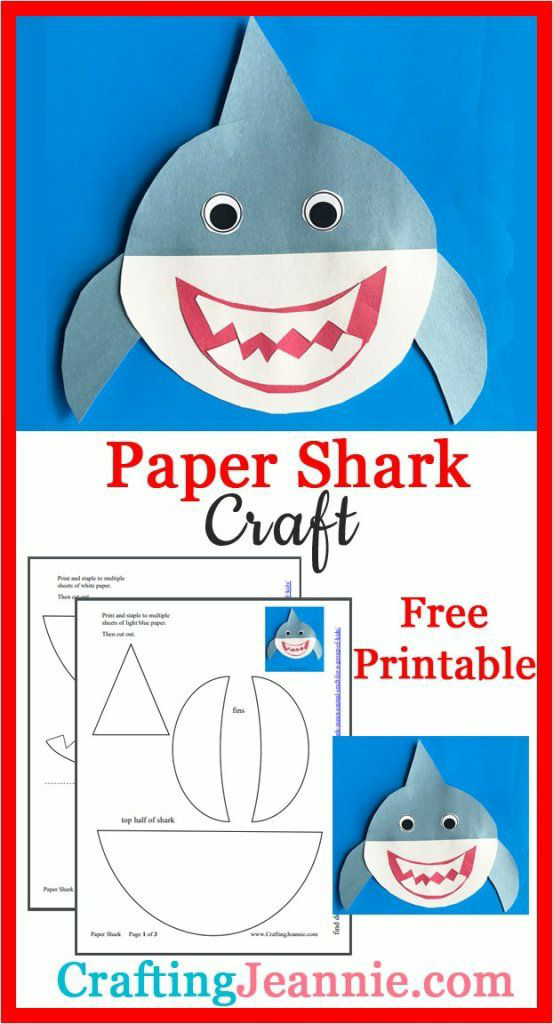 Paper Shark
Craft
Free
Printable
Print and staple to multiple
sheets of white paper.
Then cut out.
Paper Shark
Print and staple to multiple
sheets of light blue paper.
Then cut out.
fins
top half of shark
Paper Shark Page 1 of 3
www.CraftingJeannie.com
CraftingJeannie.com